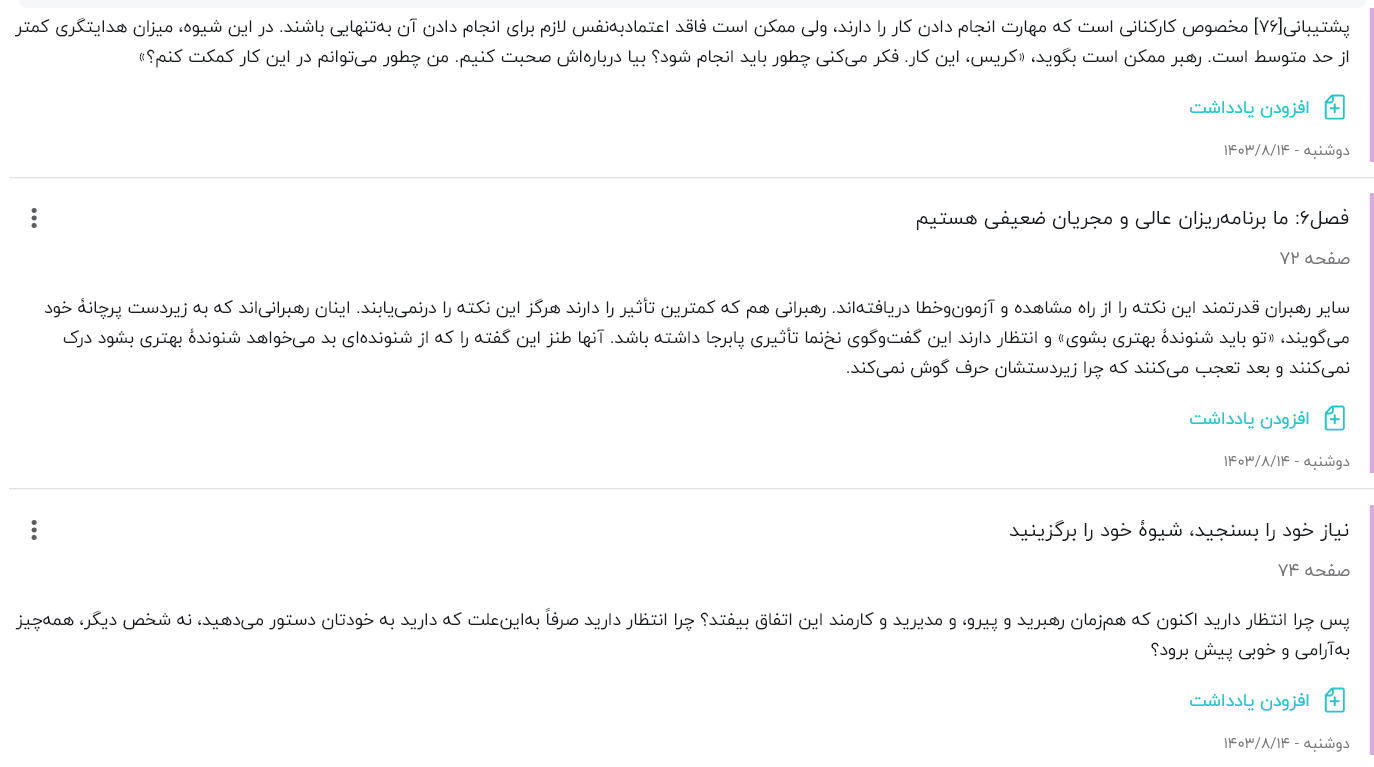 پشتیبانی[۷۶] مخصوص کارکنانی است که مهارت انجام دادن کار را دارند، ولی ممکن است فاقد اعتمادبه‌نفس لازم برای انجام دادن آن به‌تنهایی باشند. در این شیوه، میزان هدایتگری کمتر
از حد متوسط است. رهبر ممکن است بگوید، «کریس، این کار. فکر می‌کنی چطور باید انجام شود؟ بیا درباره‌اش صحبت کنیم. من چطور می‌توانم در این کار کمکت کنم؟»
افزودن یادداشت
دوشنبه - ۱۴۰۳/۸/۱۴
فصل۶: ما برنامه‌ریزان عالی و مجریان ضعیفی هستیم
صفحه ۷۲
سایر رهبران قدرتمند این نکته را از راه مشاهده و آزمون‌وخطا دریافته‌اند. رهبرانی هم که کمترین تأثیر را دارند هرگز این نکته را درنمی‌یابند. اینان رهبرانی‌اند که به زیردست پرچانهٔ خود
می‌گویند، «تو باید شنوندهٔ بهتری بشوی» و انتظار دارند این گفت‌وگوی نخ‌نما تأثیری پابرجا داشته باشد. آنها طنز این گفته را که از شنونده‌ای بد می‌خواهد شنوندهٔ بهتری بشود درک
نمی‌کنند و بعد تعجب می‌کنند که چرا زیردستشان حرف گوش نمی‌کند.
افزودن یادداشت
دوشنبه - ۱۴۰۳/۸/۱۴
نیاز خود را بسنجید، شیوهٔ خود را برگزینید
صفحه ۷۴
پس چرا انتظار دارید اکنون که هم‌زمان رهبرید و پیرو، و مدیرید و کارمند این اتفاق بیفتد؟ چرا انتظار دارید صرفاً به‌این‌علت که دارید به خودتان دستور می‌دهید، نه شخص دیگر، همه‌چیز
به‌آرامی و خوبی پیش برود؟
افزودن یادداشت
دوشنبه - ۱۴۰۳/۸/۱۴